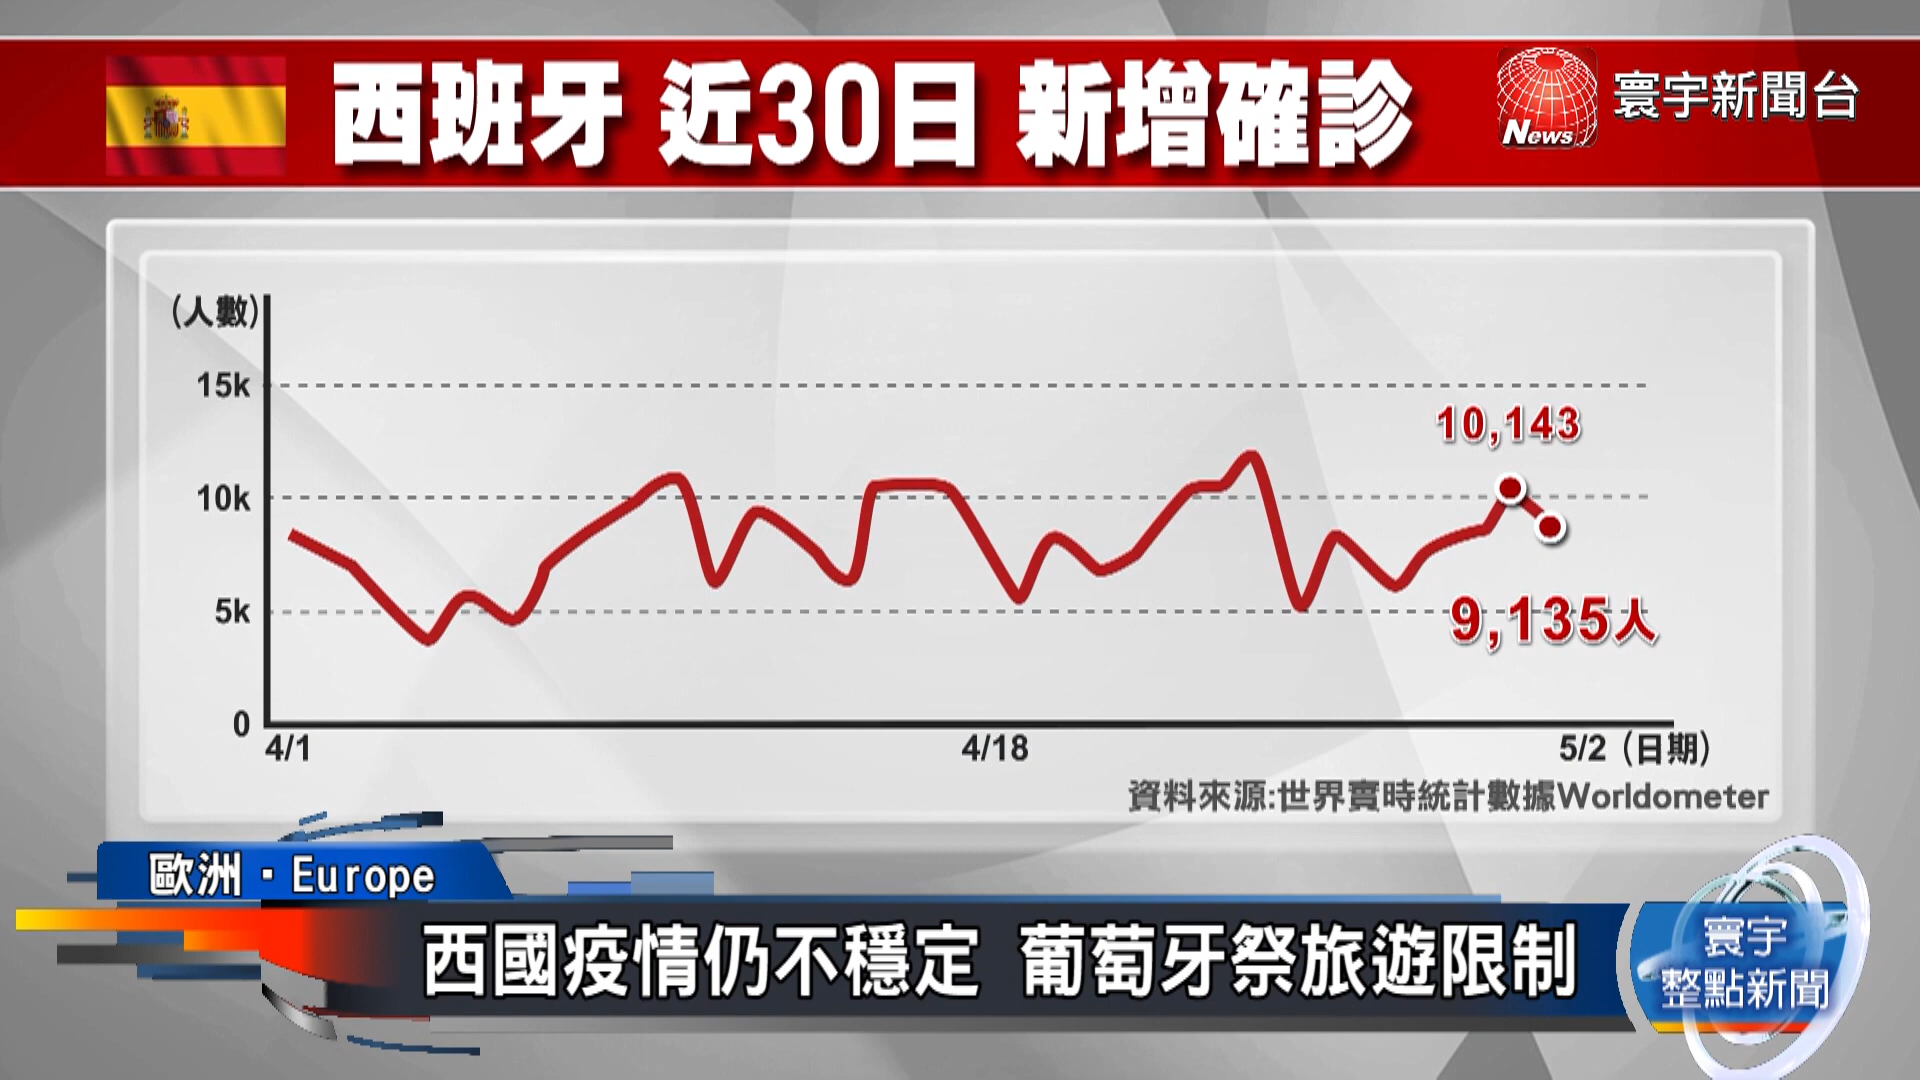 西班牙 近30日 新增確診
News
寰宇新聞台
(人數)
15k
10k
5k
0
10,143
9,135人
4/1
4/18
5/2 (日期)
資料來源:世界實時統計數據Worldometer
歐洲·Europe
西國疫情仍不穩定 葡萄牙祭旅遊限制
寰宇
整點新聞